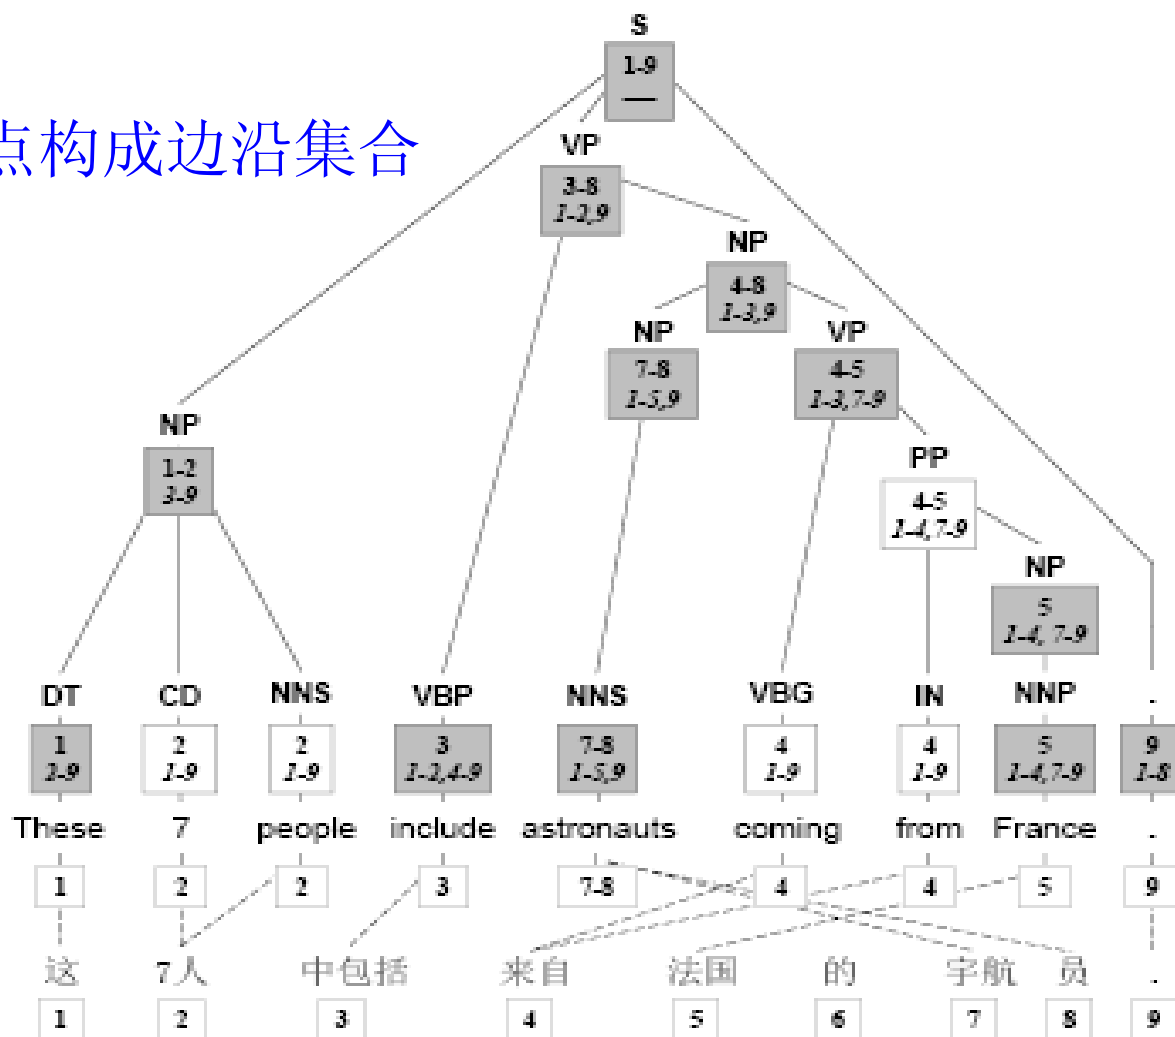 S
1-9
点构成边沿集合
VP
3-8
1-2,9
NP
4-8
1-3,9
NP
VP
7-8
4-5
1-5,9
1-3,7-9
NP
PP
1-2
3-9
4-5
1-4,7-9
NP
5
1-4, 7-9
DT CD NNS VBP NNS VBG IN NNP .
1 2 2 3 7-8 4 4 5 9
2-9 1-9 1-9 1-2,4-9 1-5,9 1-9 1-9 1-4,7-9 1-8
These 7 people include astronauts coming from France .
1 2 2 3 7-8 4 4 5 9
这 7人 中包括 来自 法国 的 宇航 员 .
1 2 3 4 5 6 7 8 9